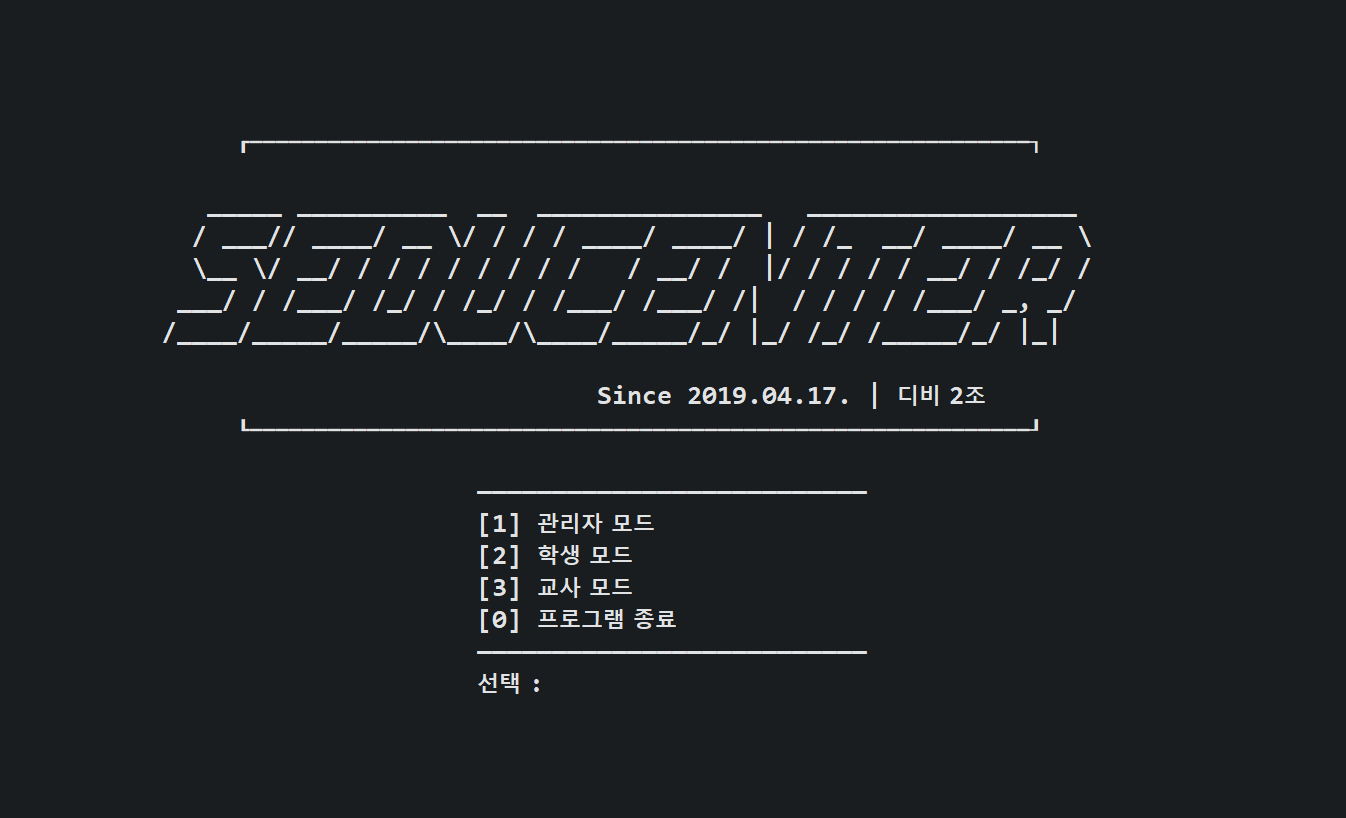 SEDUCENTER
Since 2019.04.17. | 디비 2조
[1] 관리자 모드
[2] 학생 모드
[3] 교사 모드
[0] 프로그램 종료
선택 :